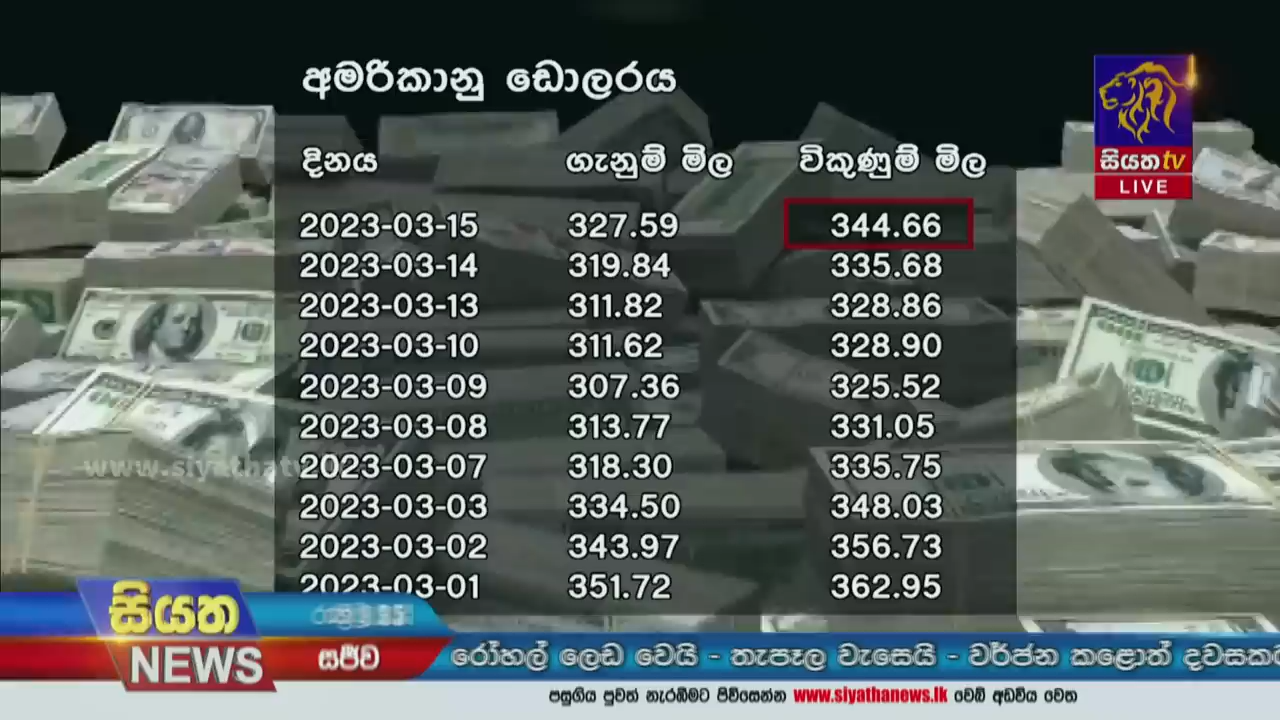 අමරිකානු ඩොලරය
සියත tv
LIVE
දිනය ගැනුම් මිල විකුණුම් මිල
2023-03-15 327.59 344.66
2023-03-14 319.84 335.68
2023-03-13 311.82 328.86
2023-03-10 311.62 328.90
2023-03-09 307.36 325.52
2023-03-08 313.77 331.05
2023-03-07 318.30 335.75
2023-03-03 334.50 348.03
2023-03-02 343.97 356.73
2023-03-01 351.72 362.95
www.siyathatv
සියත
NEWS
සජීව
රෝහල් ලෙඩ වෙයි - තැපෑල වැසෙයි - වර්ජන කළොත් දවසකට
පසුගිය පුවත් නැරඹීමට පිවිසෙන්න www.siyathanews.lk වෙබ් අඩවිය වෙත